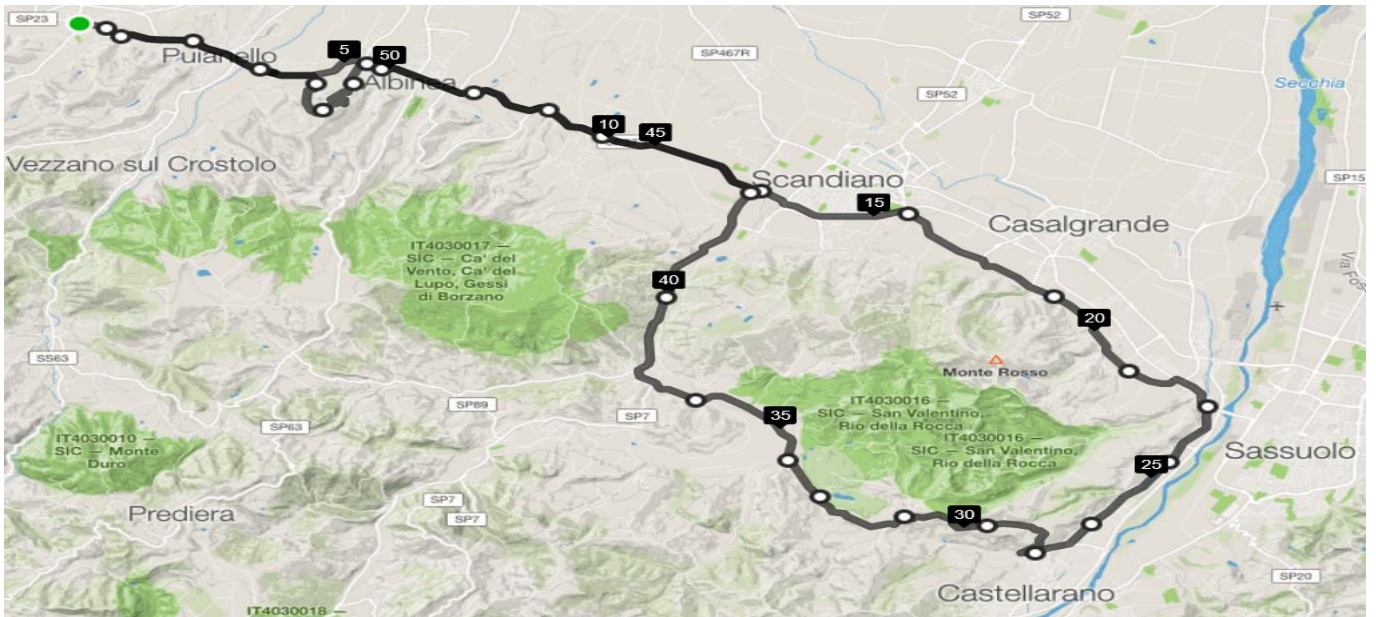 SP23
SP52
Puianello
5
50
Albinea
SP467R
SP52
Secchia
10
45
Vezzano sul Crostolo
Scandiano
SP15
15
Casalgrande
IT4030017 —
SIC — Ca' del
Vento, Ca' del
Lupo, Gessi
di Borzano
Via Fos
40
20
SS63
Monte Rosso
SP89
SP7
35
IT4030016 —
SIC — San Valentino,
Rio della Rocca
IT4030016 —
SIC — San Valentino,
Rio della Rocca
SP63
IT4030010 —
SIC — Monte
Duro
Sassuolo
25
SP7
SP7
Prediera
30
SP20
Castellarano
IT4030018 —